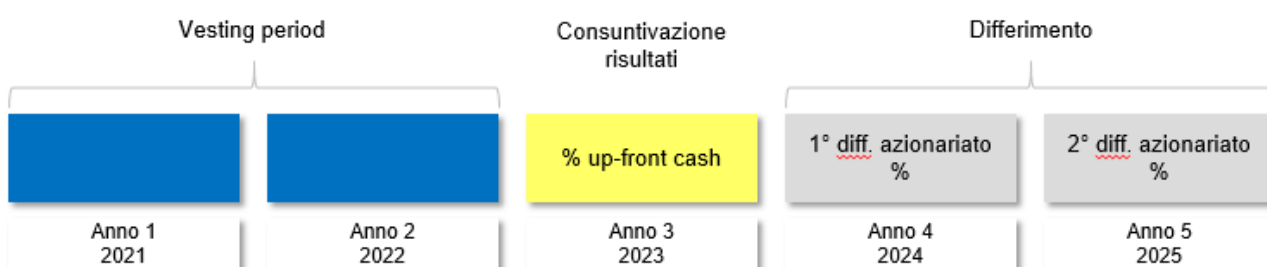 Vesting period
Consuntivazione
risultati
Differimento
% up-front cash
1° diff. azionariato
%
2° diff. azionariato
%
Anno 1
2021
Anno 2
2022
Anno 3
2023
Anno 4
2024
Anno 5
2025